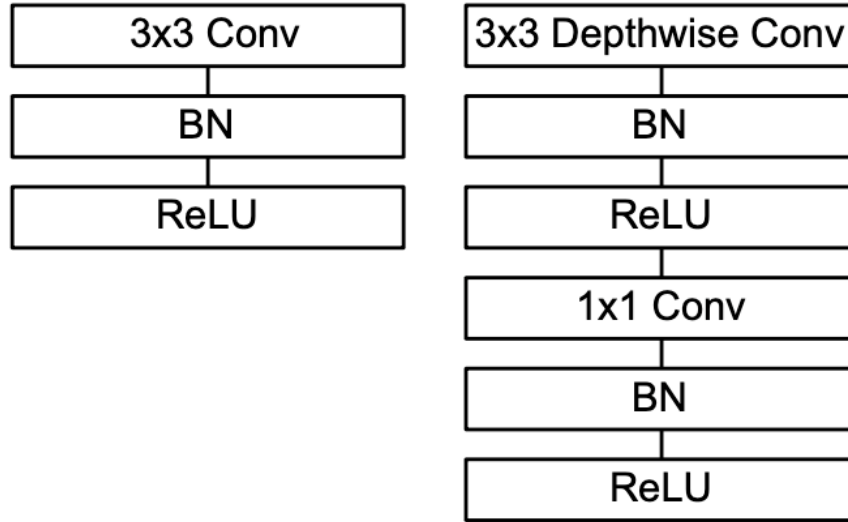 3x3 Conv
BN
ReLU
3x3 Depthwise Conv
BN
ReLU
1x1 Conv
BN
ReLU